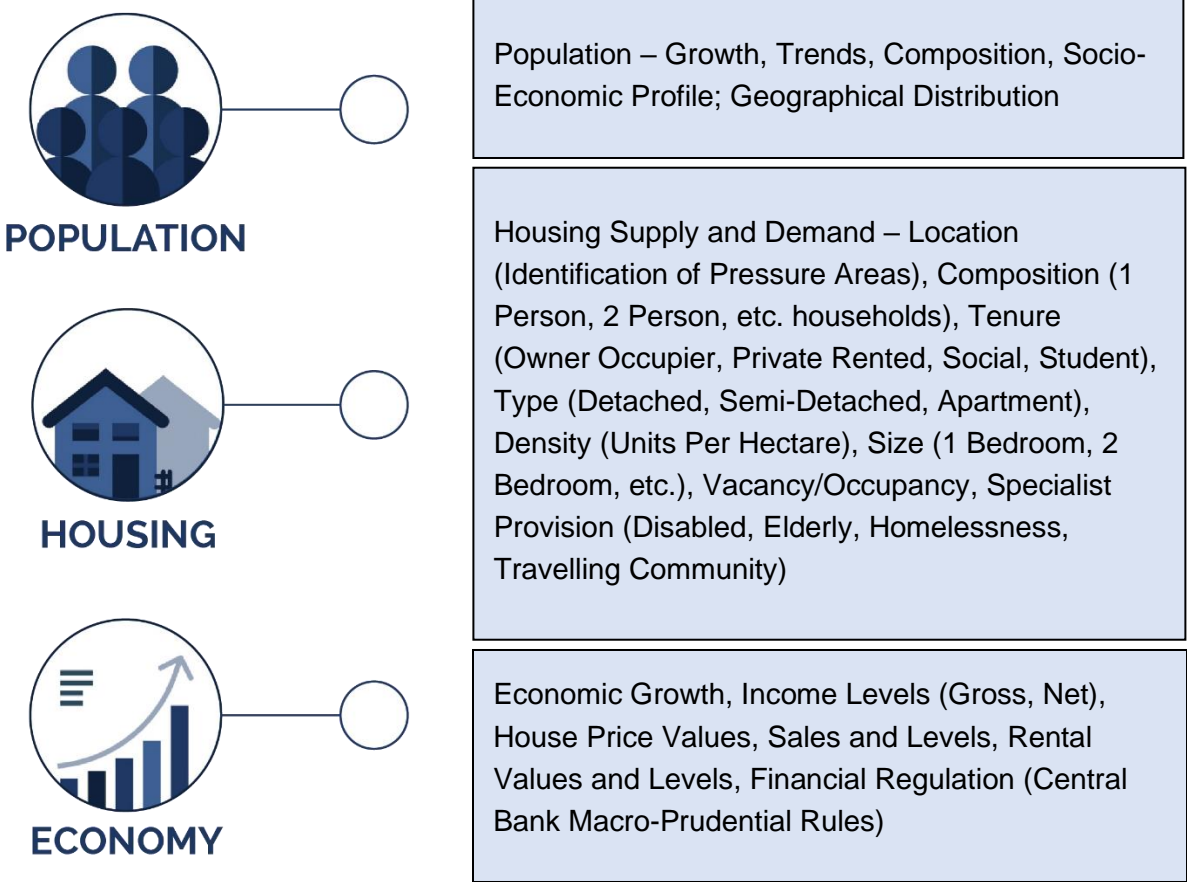 Population – Growth, Trends, Composition, Socio-
Economic Profile; Geographical Distribution
POPULATION
Housing Supply and Demand – Location
(Identification of Pressure Areas), Composition (1
Person, 2 Person, etc. households), Tenure
(Owner Occupier, Private Rented, Social, Student),
Type (Detached, Semi-Detached, Apartment),
Density (Units Per Hectare), Size (1 Bedroom, 2
Bedroom, etc.), Vacancy/Occupancy, Specialist
Provision (Disabled, Elderly, Homelessness,
Travelling Community)
HOUSING
Economic Growth, Income Levels (Gross, Net),
House Price Values, Sales and Levels, Rental
Values and Levels, Financial Regulation (Central
Bank Macro-Prudential Rules)
ECONOMY